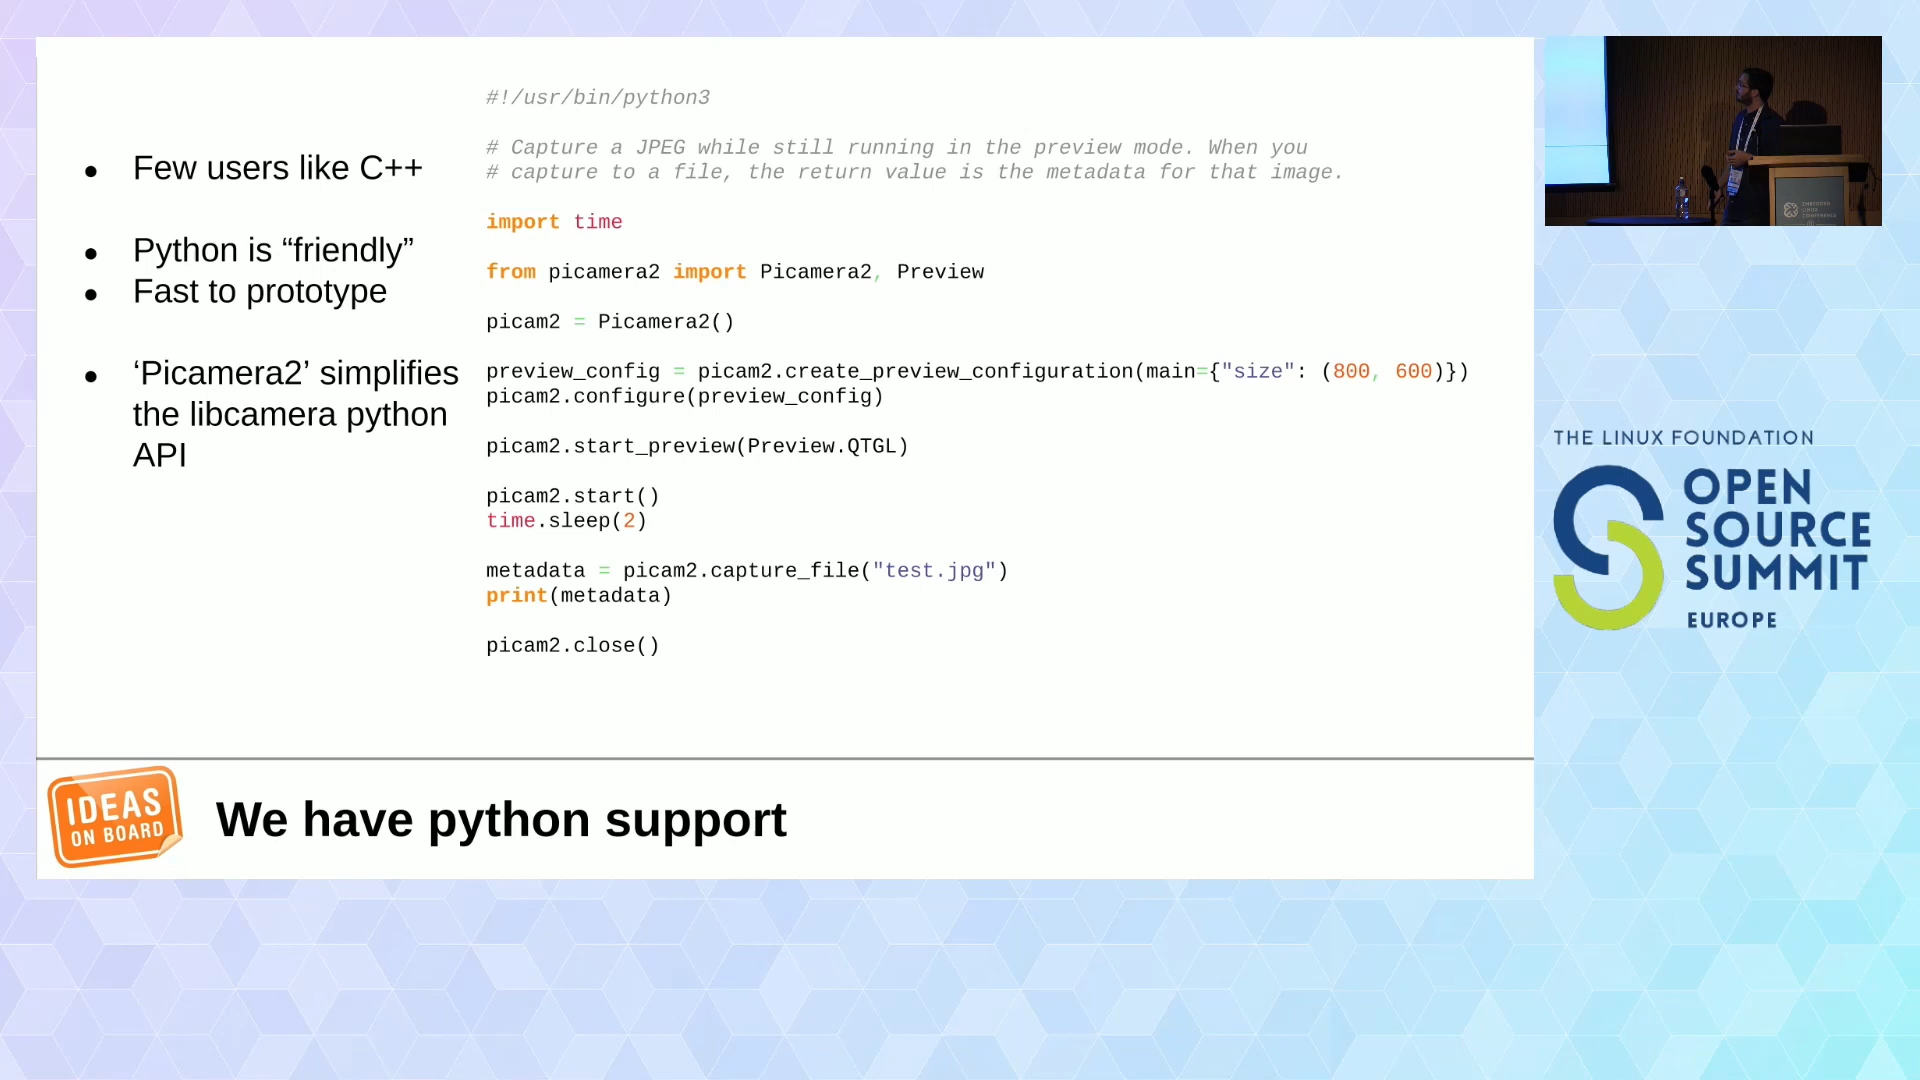 Few users like C++
Python is “friendly”
Fast to prototype
‘Picamera2’ simplifies
the libcamera python
API
#!/usr/bin/python3
# Capture a JPEG while still running in the preview mode. When you
# capture to a file, the return value is the metadata for that image.
import time
from picamera2 import Picamera2, Preview
picam2 = Picamera2()
preview_config = picam2.create_preview_configuration(main={"size": (800, 600)})
picam2.configure(preview_config)
picam2.start_preview(Preview.QTGL)
picam2.start()
time.sleep(2)
metadata = picam2.capture_file("test.jpg")
print(metadata)
picam2.close()
IDEAS
ON BOARD
We have python support
THE LINUX FOUNDATION
OPEN
SOURCE
SUMMIT
EUROPE